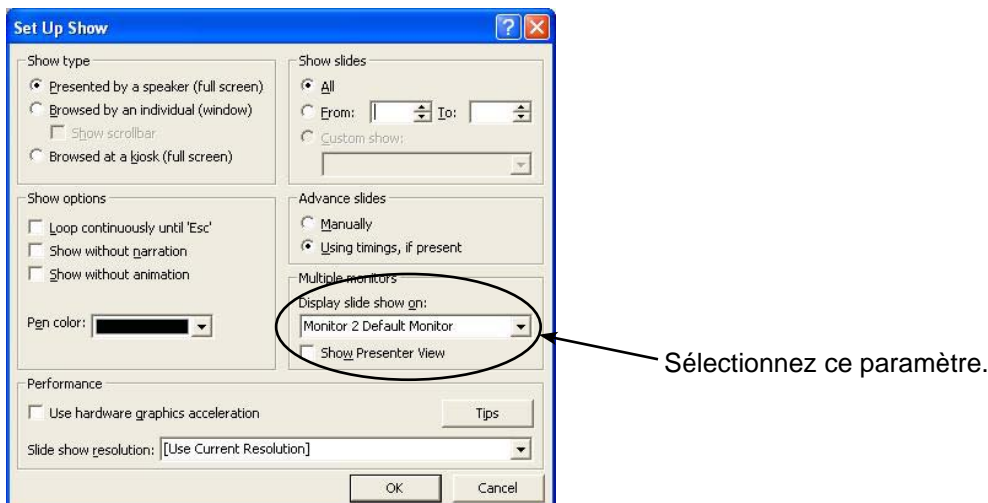 Set Up Show
Show type
Presented by a speaker (full screen)
Browsed by an individual (window)
Show scrollbar
Browsed at a kiosk (full screen)
Show slides
All
From: To:
Custom show:
Show options
Loop continuously until 'Esc'
Show without narration
Show without animation
Pen color:
Advance slides
Manually
Using timings, if present
Multiple monitors
Display slide show on:
Monitor 2 Default Monitor
Show Presenter View
Sélectionnez ce paramètre.
Performance
Use hardware graphics acceleration
Tips
Slide show resolution: [Use Current Resolution]
OK Cancel